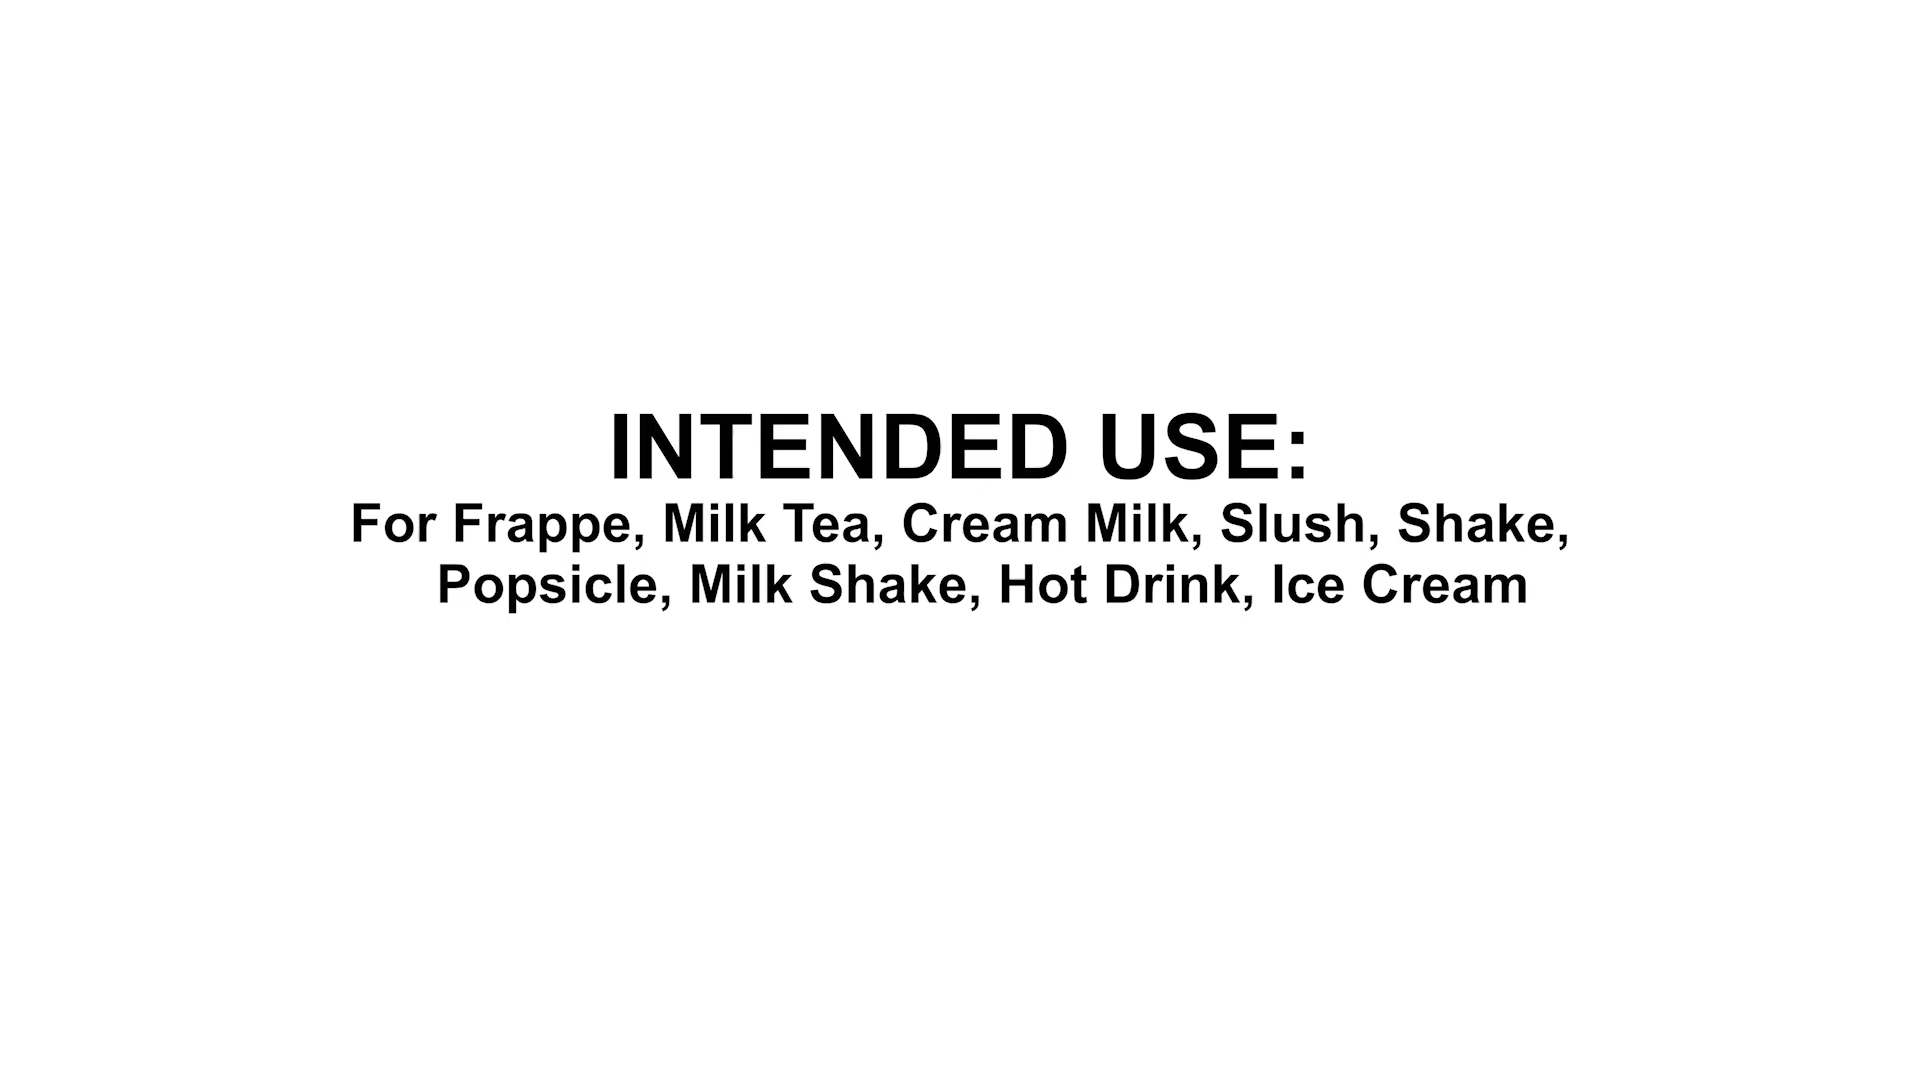 INTENDED USE:
For Frappe, Milk Tea, Cream Milk, Slush, Shake,
Popsicle, Milk Shake, Hot Drink, Ice Cream